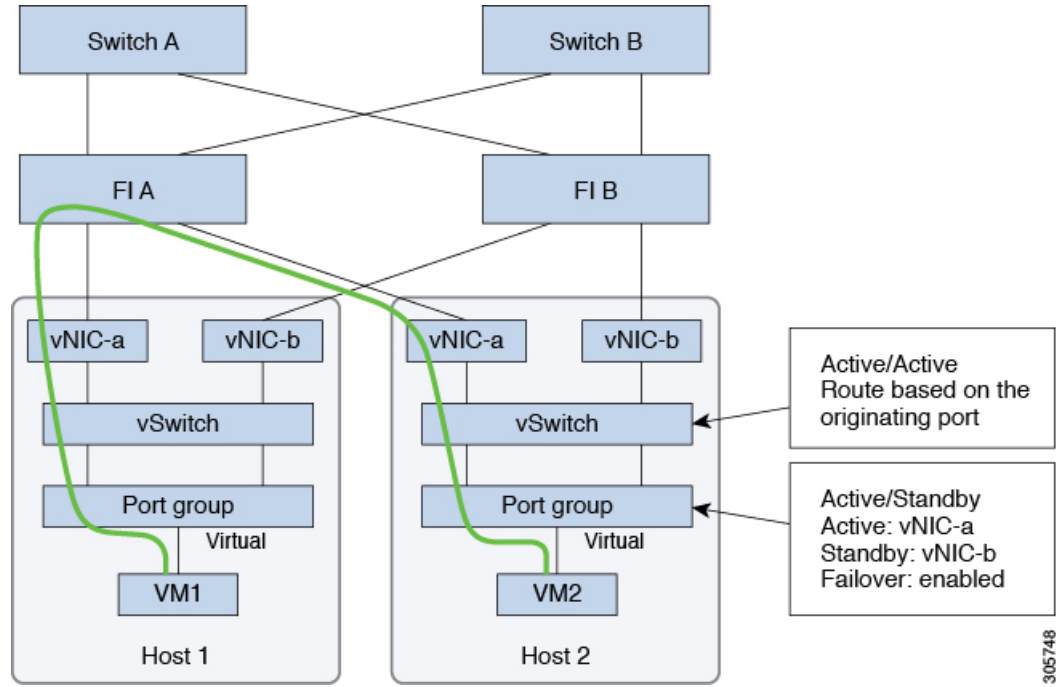 Switch A
Switch B
FI A
FI B
vNIC-a
vNIC-b
vNIC-a
vNIC-b
vSwitch
vSwitch
Active/Active
Route based on the
originating port
Port group
Port group
Active/Standby
Active: vNIC-a
Standby: vNIC-b
Failover: enabled
Virtual
Virtual
VM1
VM2
Host 1
Host 2
305748